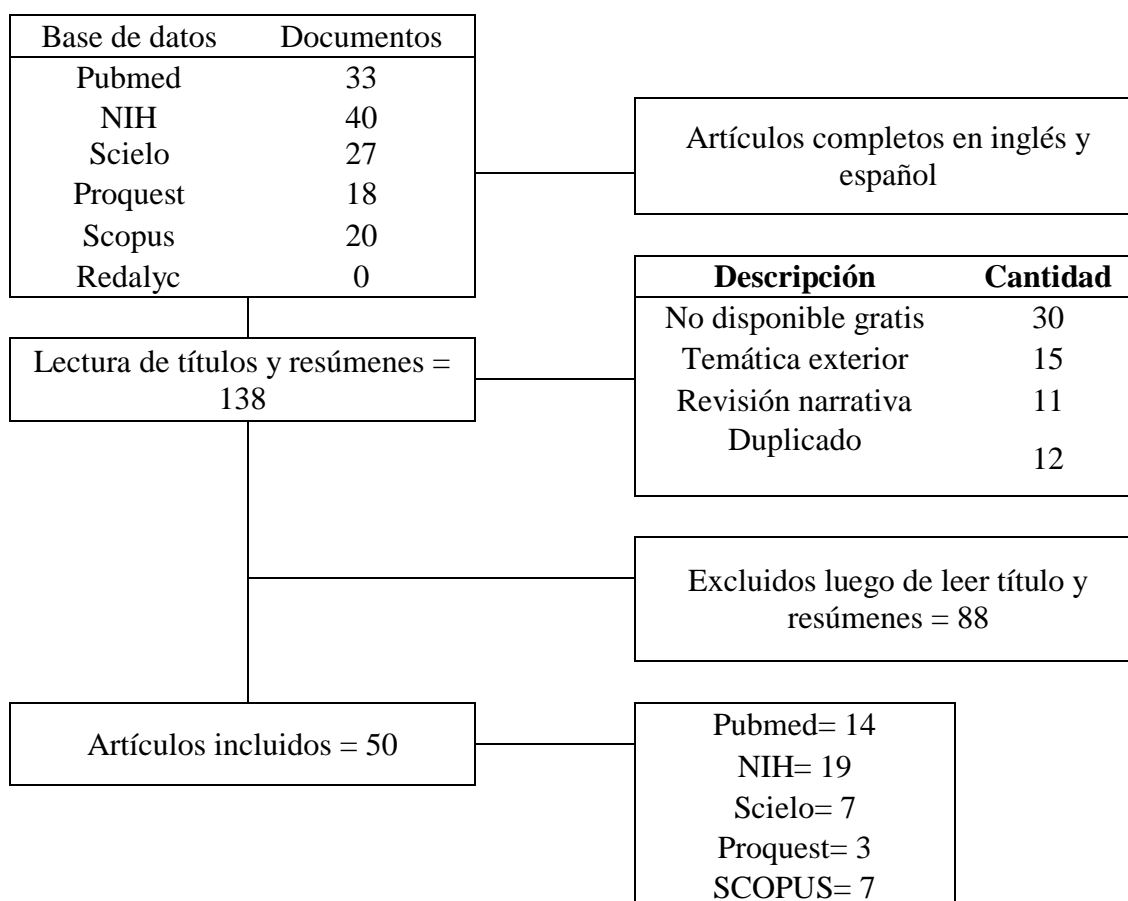 Base de datos Documentos
Pubmed 33
NIH 40
Scielo 27
Proquest 18
Scopus 20
Redalyc 0
Artículos completos en inglés y
español
Lectura de títulos y resúmenes =
138
Descripción Cantidad
No disponible gratis 30
Temática exterior 15
Revisión narrativa 11
Duplicado 12
Excluidos luego de leer título y
resúmenes = 88
Artículos incluidos = 50
Pubmed= 14
NIH= 19
Scielo= 7
Proquest= 3
SCOPUS= 7